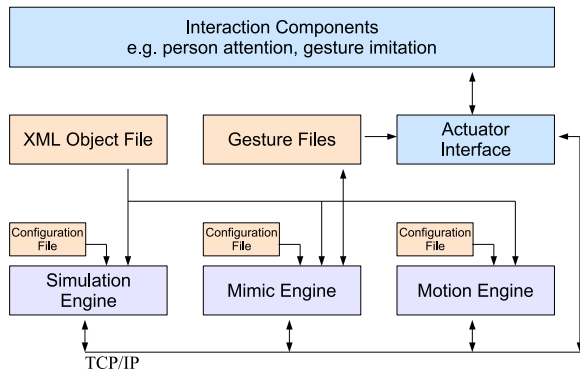 Interaction Components
e.g. person attention, gesture imitation
XML Object File
Gesture Files
Actuator
Interface
Configuration
File
Configuration
File
Configuration
File
Simulation
Engine
Mimic Engine
Motion Engine
TCP/IP